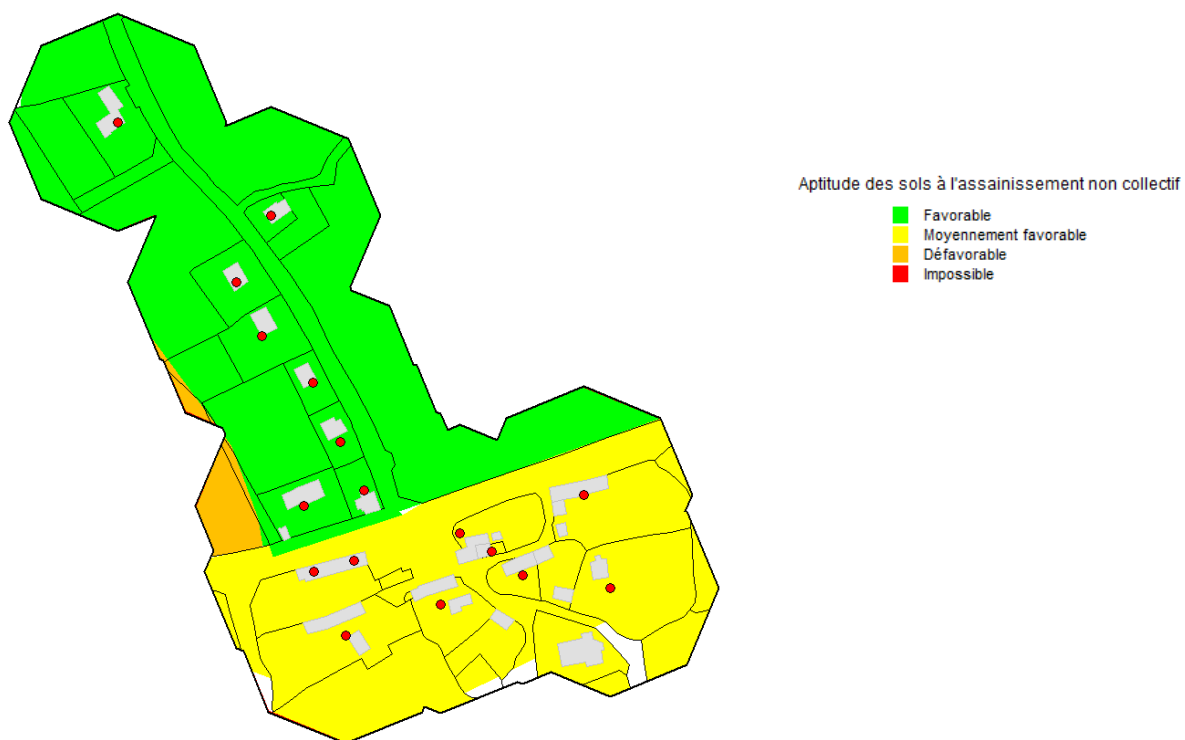 Aptitude des sols à l'assainissement non collectif
Favorable
Moyennement favorable
Défavorable
Impossible